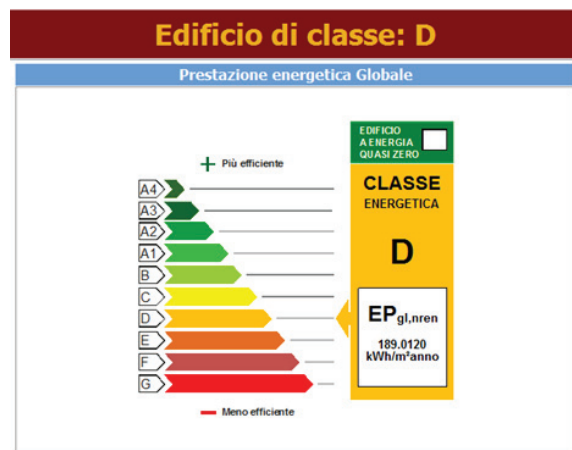 Edificio di classe: D
Prestazione energetica Globale
EDIFICIO
A ENERGIA
QUASI ZERO
+ Più efficiente
CLASSE
ENERGETICA
D
A4
A3
A2
A1
B
C
D
E
F
G
EPgl,nren
189.0120
kWh/m²anno
Meno efficiente